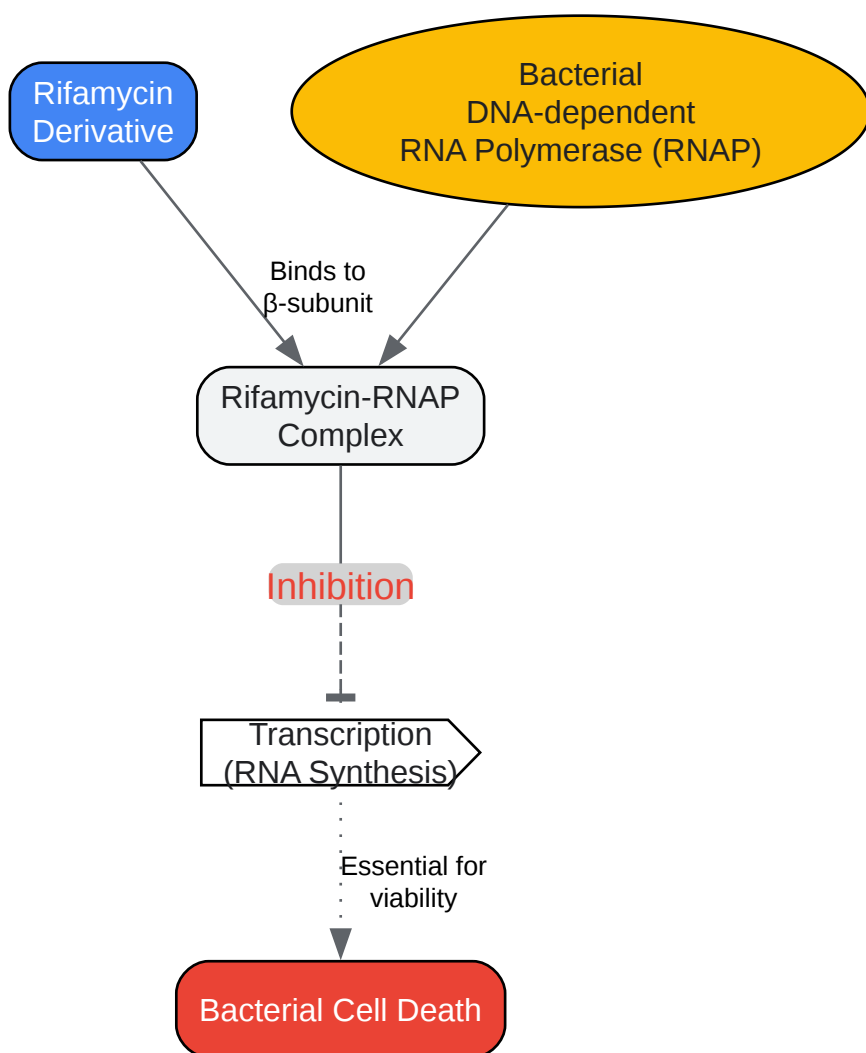 Rifamycin
Derivative
Bacterial
DNA-dependent
RNA Polymerase (RNAP)
Binds to
β-subunit
Rifamycin-RNAP
Complex
Inhibition
Transcription
(RNA Synthesis)
Essential for
viability
Bacterial Cell Death